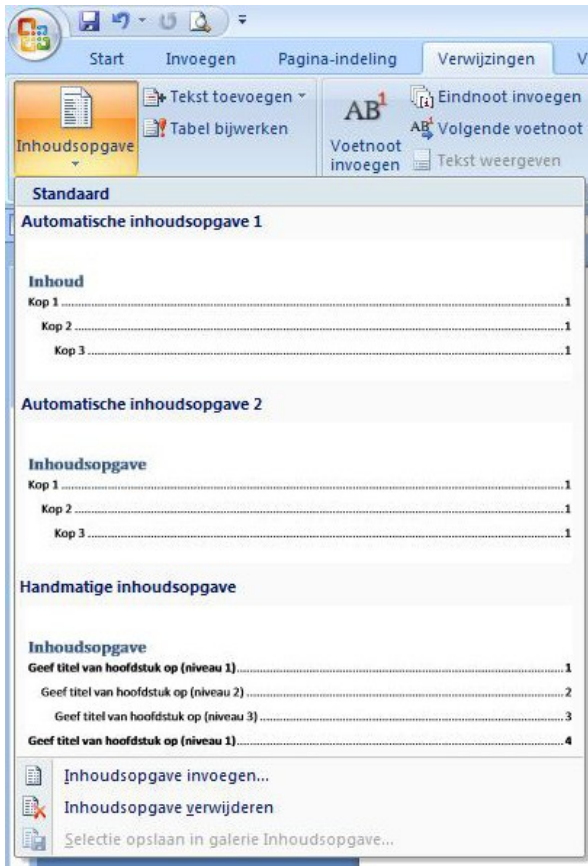 Start Invoegen Pagina-indeling Verwijzingen V
Inhoudsopgave
Tekst toevoegen
Tabel bijwerken
AB1
Voetnoot
invoegen
Eindnoot invoegen
AB1 Volgende voetnoot
Tekst weergeven
Standaard
Automatische inhoudsopgave 1
Inhoud
Kop 1 ........ 1
Kop 2 ........ 1
Kop 3 ........ 1
Automatische inhoudsopgave 2
Inhoudsopgave
Kop 1 ........ 1
Kop 2 ........ 1
Kop 3 ........ 1
Handmatige inhoudsopgave
Inhoudsopgave
Geef titel van hoofdstuk op (niveau 1) ........ 1
Geef titel van hoofdstuk op (niveau 2) ........ 2
Geef titel van hoofdstuk op (niveau 3) ........ 3
Geef titel van hoofdstuk op (niveau 1) ........ 4
Inhoudsopgave invoegen...
Inhoudsopgave verwijderen
Selectie opslaan in galerie Inhoudsopgave...